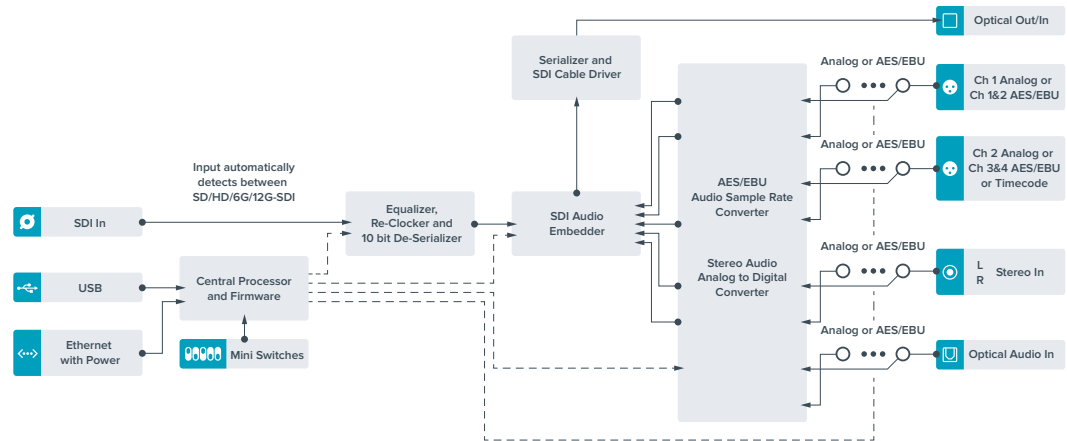 Optical Out/In
Serializer and
SDI Cable Driver
Analog or AES/EBU
Ch 1 Analog or
Ch 1&2 AES/EBU
Analog or AES/EBU
Ch 2 Analog or
Ch 3&4 AES/EBU
or Timecode
Input automatically
detects between
SD/HD/6G/12G-SDI
AES/EBU
Audio Sample Rate
Converter
SDI In
Equalizer,
Re-Clocker and
10 bit De-Serializer
SDI Audio
Embedder
Analog or AES/EBU
Stereo Audio
Analog to Digital
Converter
L
R
Stereo In
USB
Central Processor
and Firmware
Analog or AES/EBU
Ethernet
with Power
Mini Switches
Optical Audio In